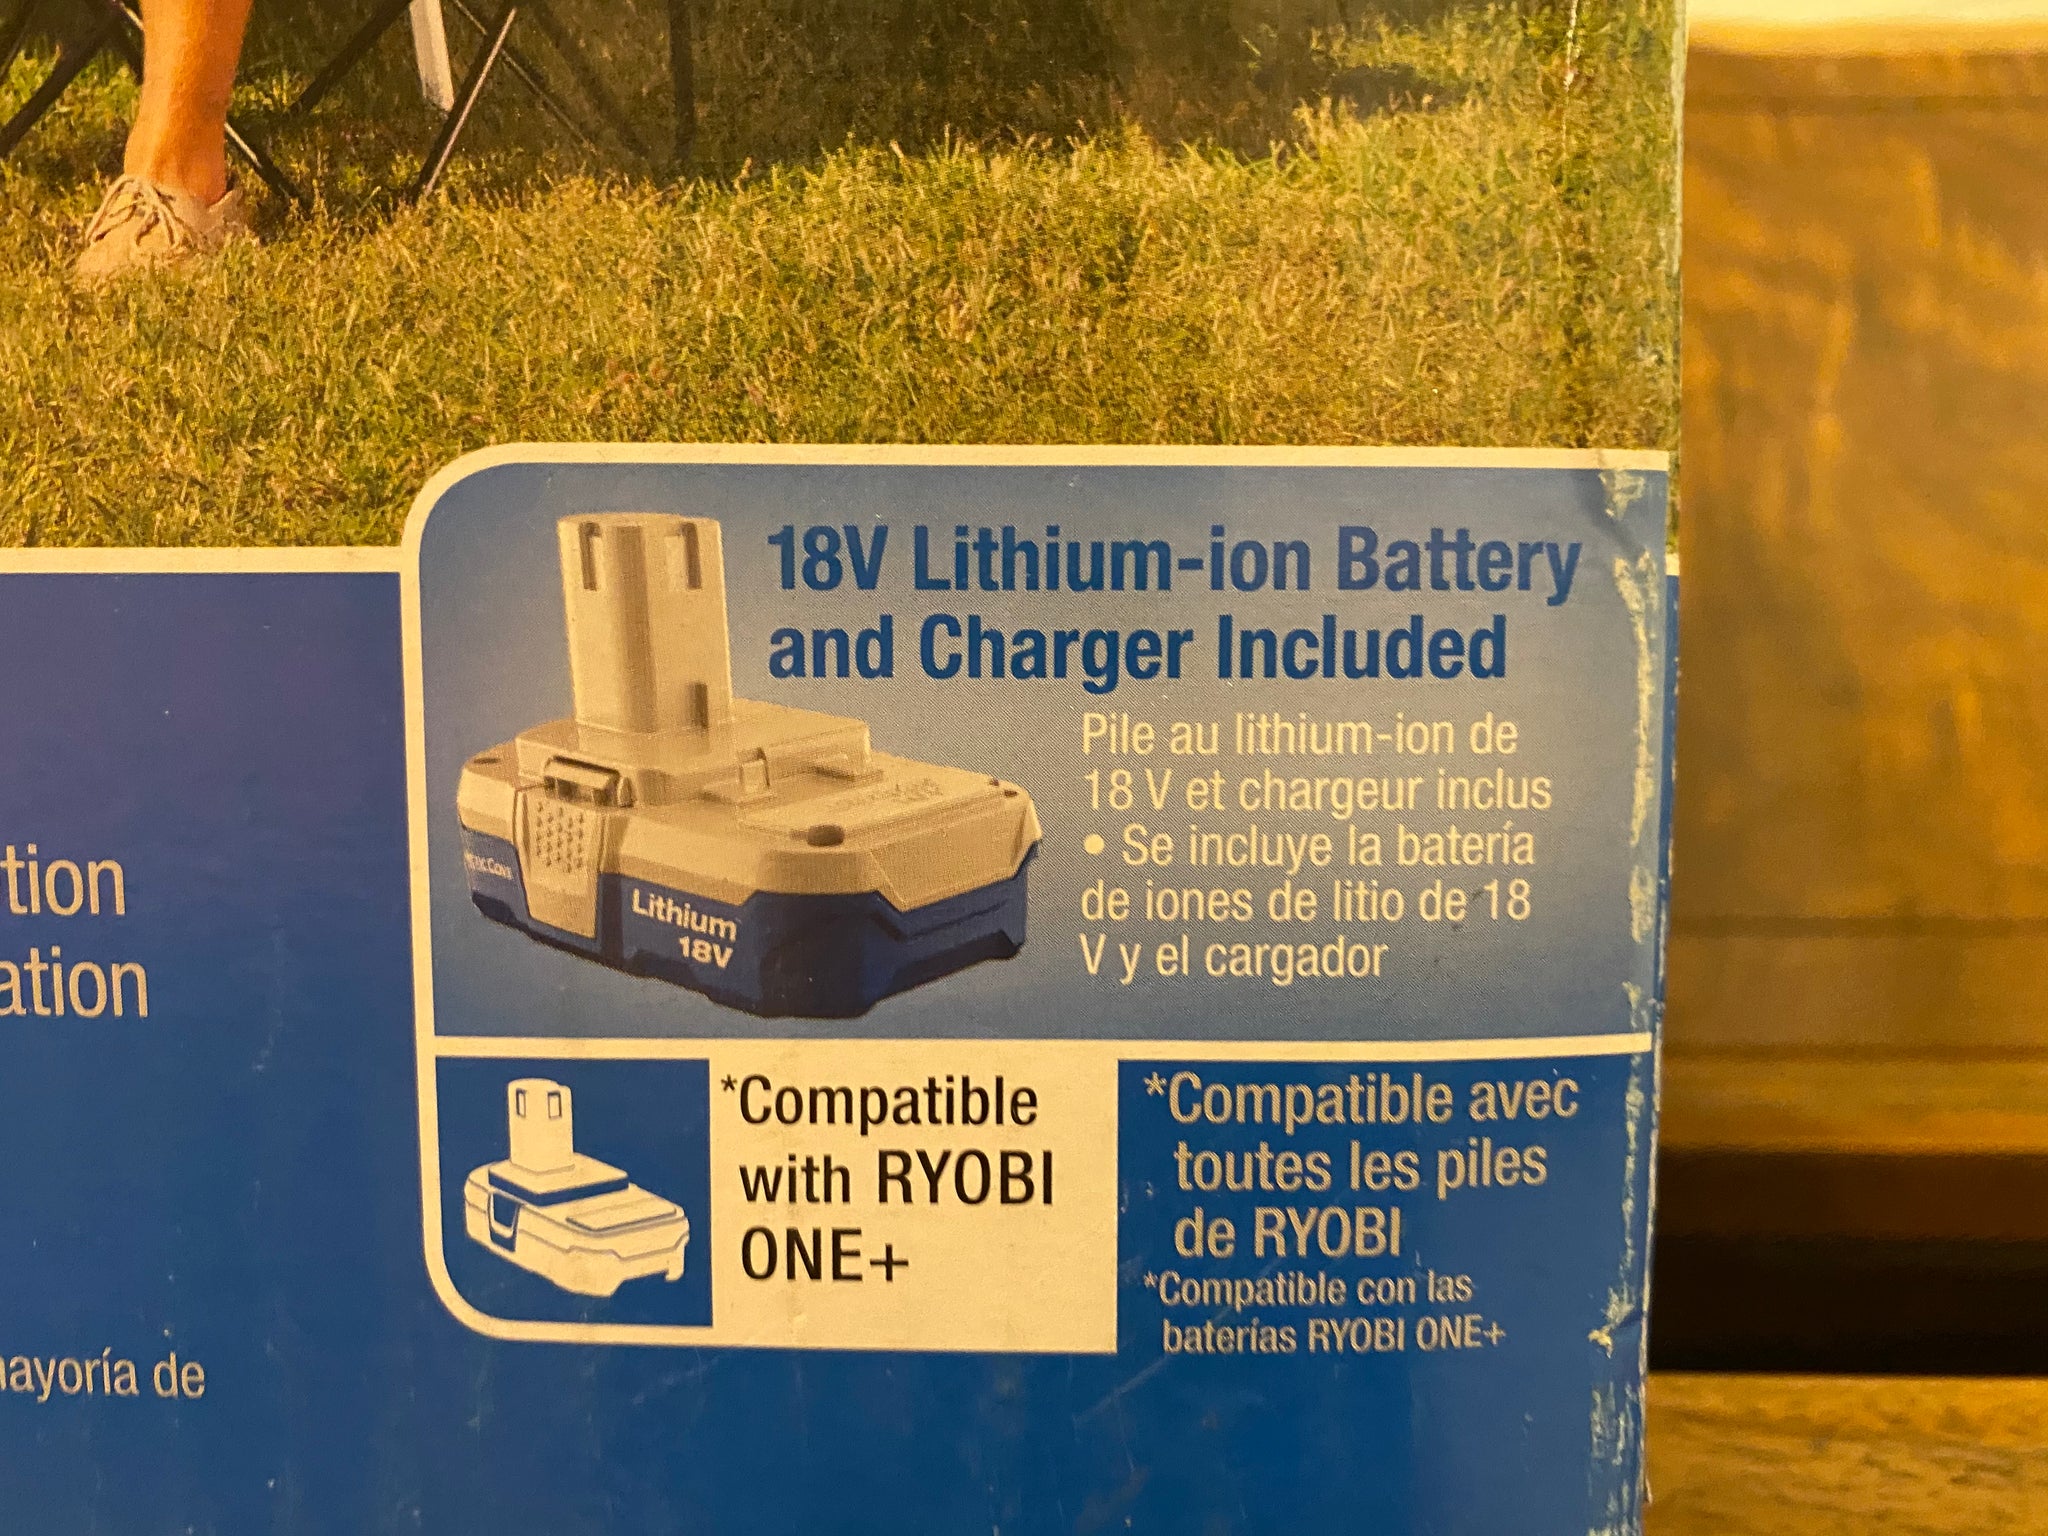 18V Lithium-ion Battery
and Charger Included
Pile au lithium-ion de
18 V et chargeur inclus
• Se incluye la batería
de iones de litio de 18
V y el cargador
Lithium
18V
*Compatible
with RYOBI
ONE+
*Compatible avec
toutes les piles
de RYOBI
*Compatible con las
baterías RYOBI ONE+
tion
ation
ayoría de